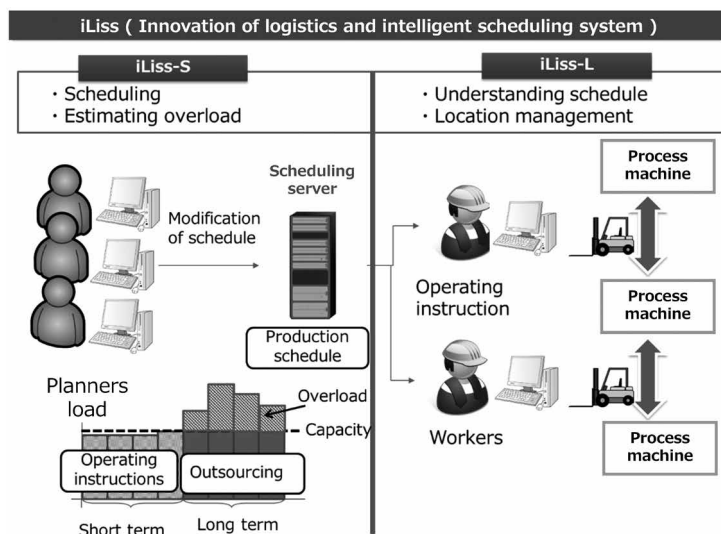 iLiss ( Innovation of logistics and intelligent scheduling system )
iLiss-S
・Scheduling
・Estimating overload
Modification
of schedule
Scheduling
server
Production
schedule
Planners
load
Overload
Capacity
Operating
instructions
Outsourcing
Short term
Long term
iLiss-L
・Understanding schedule
・Location management
Operating
instruction
Workers
Process
machine
Process
machine
Process
machine